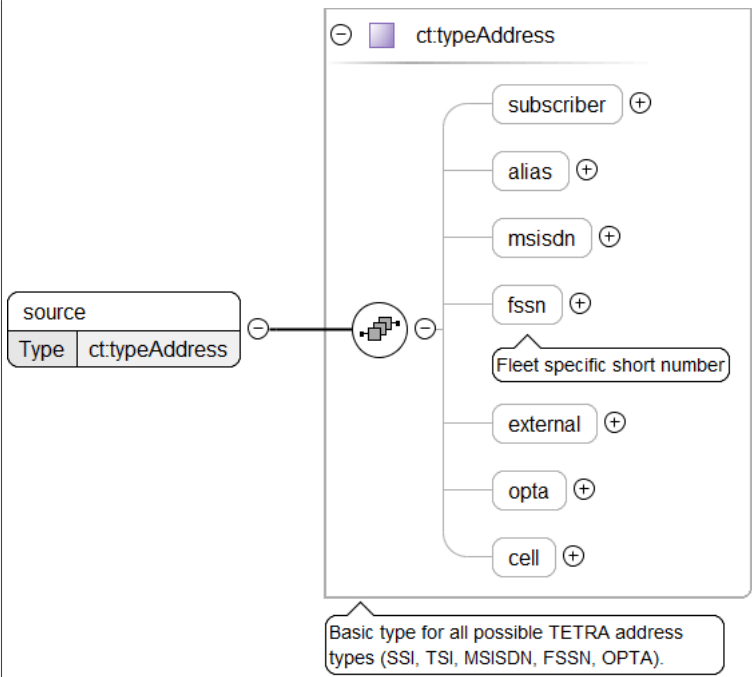 ct:typeAddress
subscriber
alias
msisdn
source
Type ct:typeAddress
fssn
Fleet specific short number
external
opta
cell
Basic type for all possible TETRA address
types (SSI, TSI, MSISDN, FSSN, OPTA).